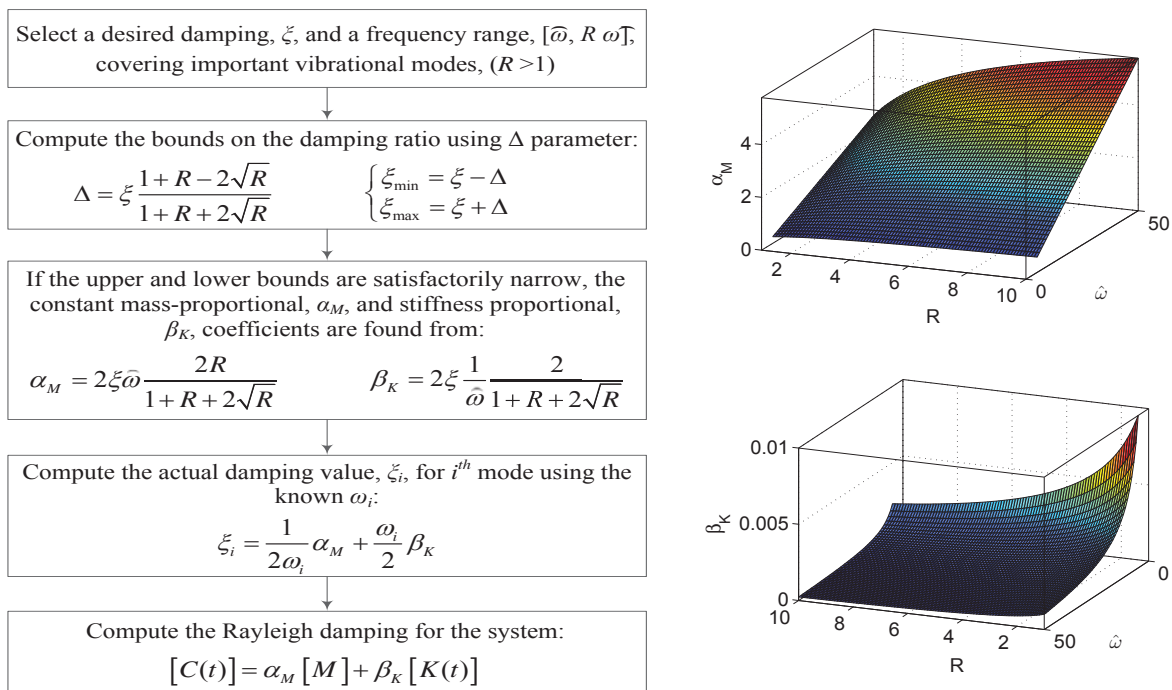 Select a desired damping, ξ, and a frequency range, [ω̂, R ω̂],
covering important vibrational modes, (R >1)
Compute the bounds on the damping ratio using Δ parameter:
Δ = ξ (1 + R − 2√R) / (1 + R + 2√R)
{ ξmin = ξ − Δ
ξmax = ξ + Δ
If the upper and lower bounds are satisfactorily narrow, the
constant mass-proportional, αM, and stiffness proportional,
βK, coefficients are found from:
αM = 2ξω̂ 2R / (1 + R + 2√R)
βK = 2ξ 1/ω̂ 2 / (1 + R + 2√R)
Compute the actual damping value, ξi, for i^th mode using the
known ωi:
ξi = 1/(2ωi) αM + ωi/2 βK
Compute the Rayleigh damping for the system:
[C(t)] = αM [M] + βK [K(t)]
αM
4
2
0
2 4 6 8 10
R
0
50
ω̂
βK
0.01
0.005
0
10 8 6 4 2
R
50
0
ω̂